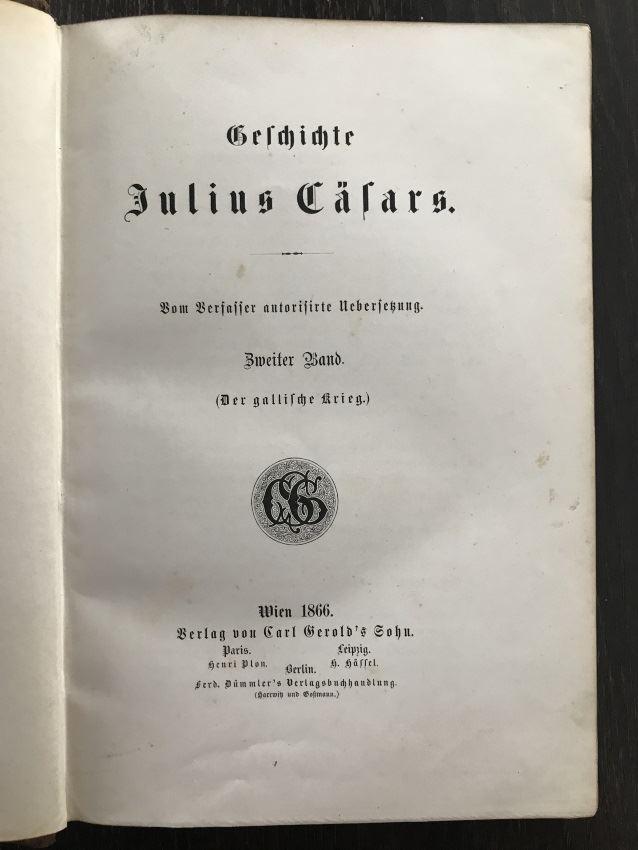 Geschichte
Julius Cäsars.
Vom Verfasser autorisirte Uebersetzung.
Zweiter Band.
(Der gallische Krieg.)
CGS
Wien 1866.
Verlag von Carl Gerold's Sohn.
Paris. Leipzig.
Henri Plon. H. Hässel.
Berlin.
Ferd. Dümmler's Verlagsbuchhandlung.
(Harrwitz und Goßmann.)